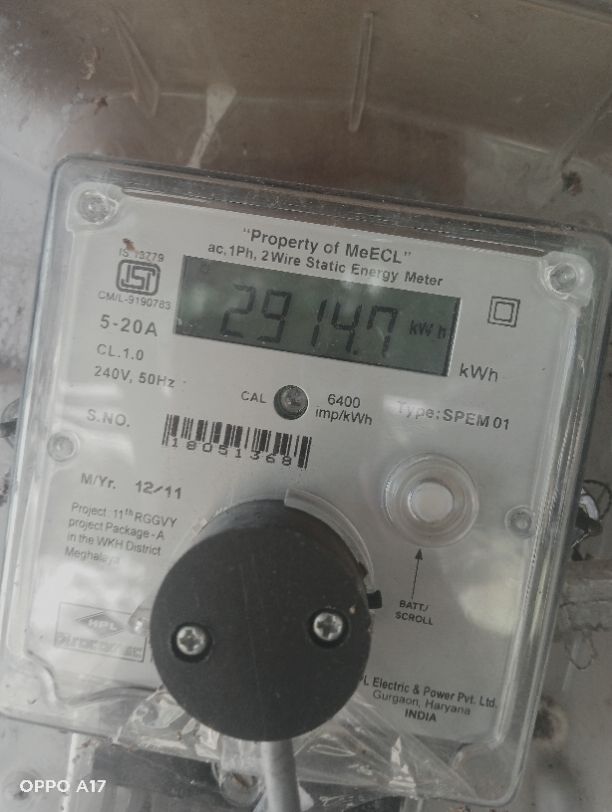 "Property of MeECL"
ac,1Ph, 2Wire Static Energy Meter
IS 13779
ISI
CM/L-9190783
5-20A
CL.1.0
240V, 50Hz
2914.7 kWh
kWh
CAL
6400
imp/kWh
Type:SPEM 01
S.NO.
18051368
M/Yr. 12/11
Project: 11th RGGVY
project Package-A
in the WKH District
Meghalaya
BATT./
SCROLL
HPL
L Electric & Power Pvt. Ltd.
Gurgaon, Haryana
INDIA
OPPO A17